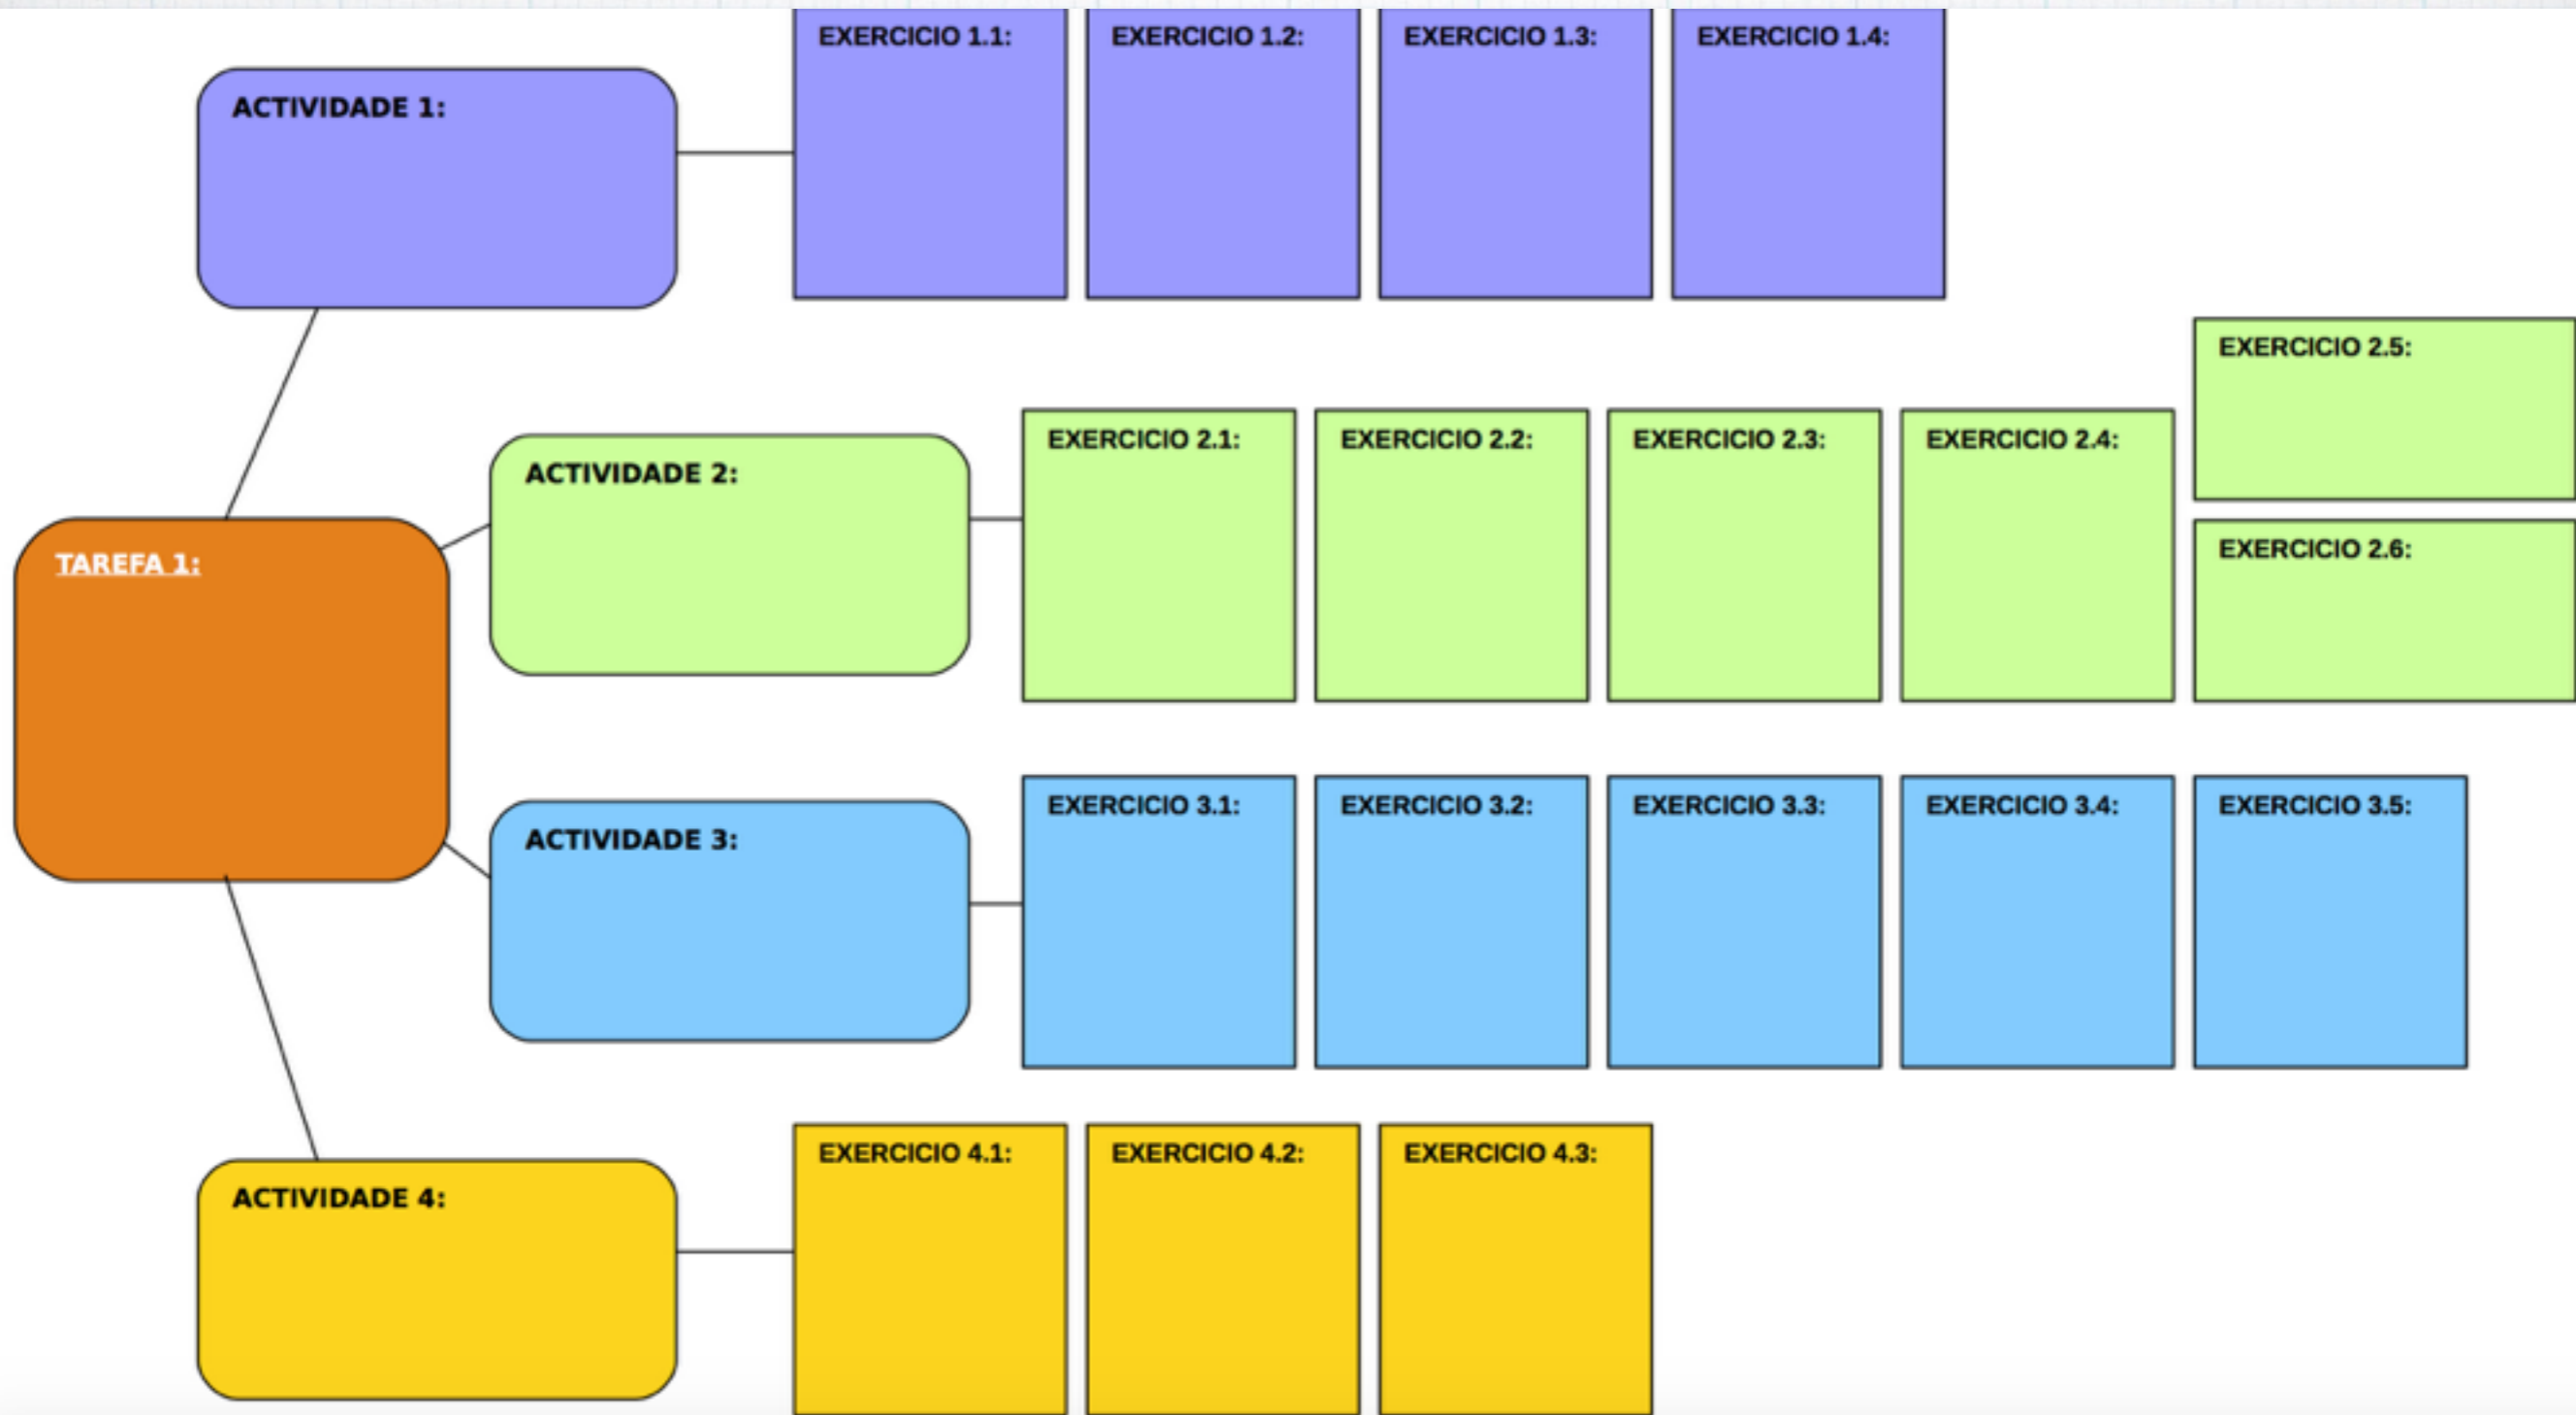 EXERCICIO 1.1:
EXERCICIO 1.2:
EXERCICIO 1.3:
EXERCICIO 1.4:
ACTIVIDADE 1:
EXERCICIO 2.5:
EXERCICIO 2.1:
EXERCICIO 2.2:
EXERCICIO 2.3:
EXERCICIO 2.4:
ACTIVIDADE 2:
EXERCICIO 2.6:
TAREFA 1:
EXERCICIO 3.1:
EXERCICIO 3.2:
EXERCICIO 3.3:
EXERCICIO 3.4:
EXERCICIO 3.5:
ACTIVIDADE 3:
EXERCICIO 4.1:
EXERCICIO 4.2:
EXERCICIO 4.3:
ACTIVIDADE 4: